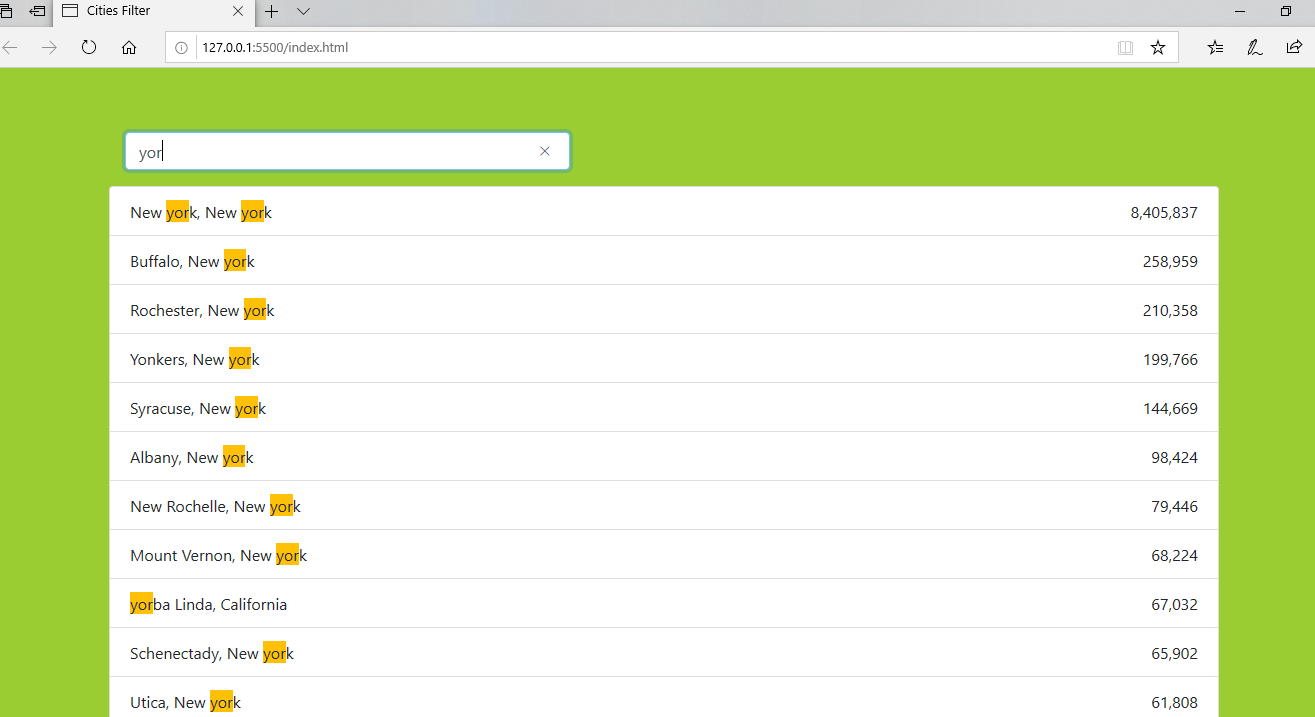 Cities Filter
127.0.0.1:5500/index.html
yor
New york, New york 8,405,837
Buffalo, New york 258,959
Rochester, New york 210,358
Yonkers, New york 199,766
Syracuse, New york 144,669
Albany, New york 98,424
New Rochelle, New york 79,446
Mount Vernon, New york 68,224
yorba Linda, California 67,032
Schenectady, New york 65,902
Utica, New york 61,808